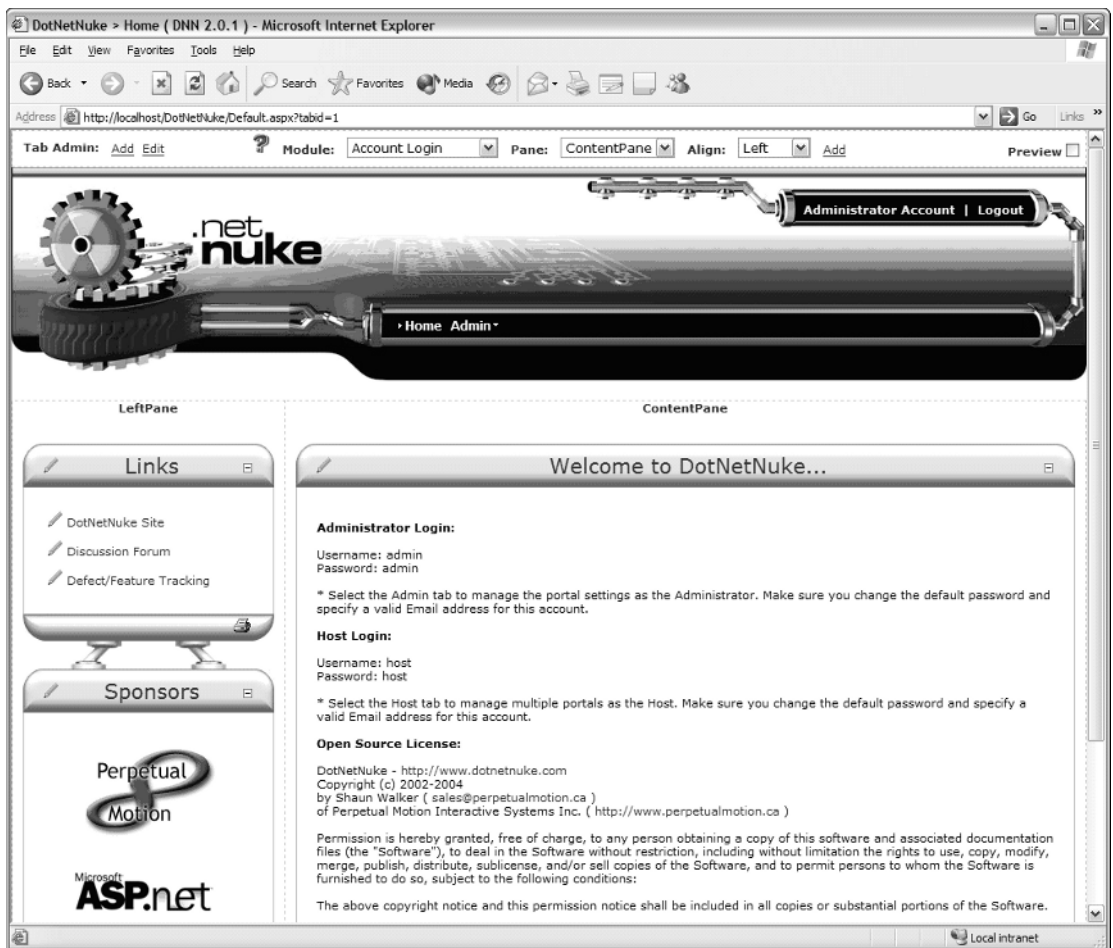 DotNetNuke > Home ( DNN 2.0.1 ) - Microsoft Internet Explorer
File Edit View Favorites Tools Help
Back Search Favorites Media
Address http://localhost/DotNetNuke/Default.aspx?tabid=1 Go Links »
Tab Admin: Add Edit ? Module: Account Login Pane: ContentPane Align: Left Add Preview
Administrator Account | Logout
.net
nuke
Home Admin
LeftPane ContentPane
Links
DotNetNuke Site
Discussion Forum
Defect/Feature Tracking
Sponsors
Perpetual
Motion
Microsoft
ASP.net
Welcome to DotNetNuke...
Administrator Login:
Username: admin
Password: admin
* Select the Admin tab to manage the portal settings as the Administrator. Make sure you change the default password and
specify a valid Email address for this account.
Host Login:
Username: host
Password: host
* Select the Host tab to manage multiple portals as the Host. Make sure you change the default password and specify a
valid Email address for this account.
Open Source License:
DotNetNuke - http://www.dotnetnuke.com
Copyright (c) 2002-2004
by Shaun Walker ( sales@perpetualmotion.ca )
of Perpetual Motion Interactive Systems Inc. ( http://www.perpetualmotion.ca )
Permission is hereby granted, free of charge, to any person obtaining a copy of this software and associated documentation
files (the "Software"), to deal in the Software without restriction, including without limitation the rights to use, copy, modify,
merge, publish, distribute, sublicense, and/or sell copies of the Software, and to permit persons to whom the Software is
furnished to do so, subject to the following conditions:
The above copyright notice and this permission notice shall be included in all copies or substantial portions of the Software.
Local intranet